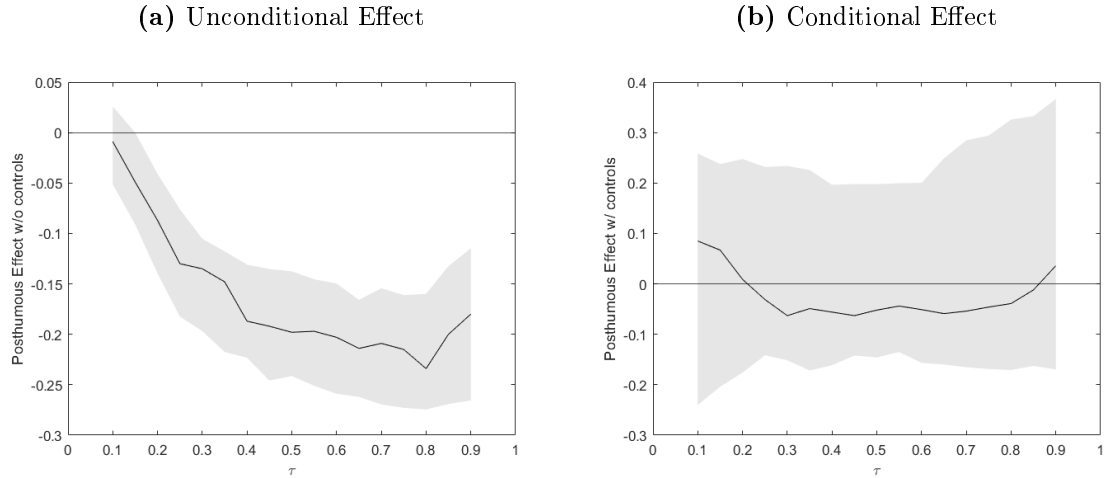 (a) Unconditional Effect
0.05
0
-0.05
-0.1
-0.15
-0.2
-0.25
-0.3
Posthumous Effect w/o controls
0 0.1 0.2 0.3 0.4 0.5 0.6 0.7 0.8 0.9 1
τ
(b) Conditional Effect
0.4
0.3
0.2
0.1
0
-0.1
-0.2
-0.3
Posthumous Effect w/ controls
0 0.1 0.2 0.3 0.4 0.5 0.6 0.7 0.8 0.9 1
τ